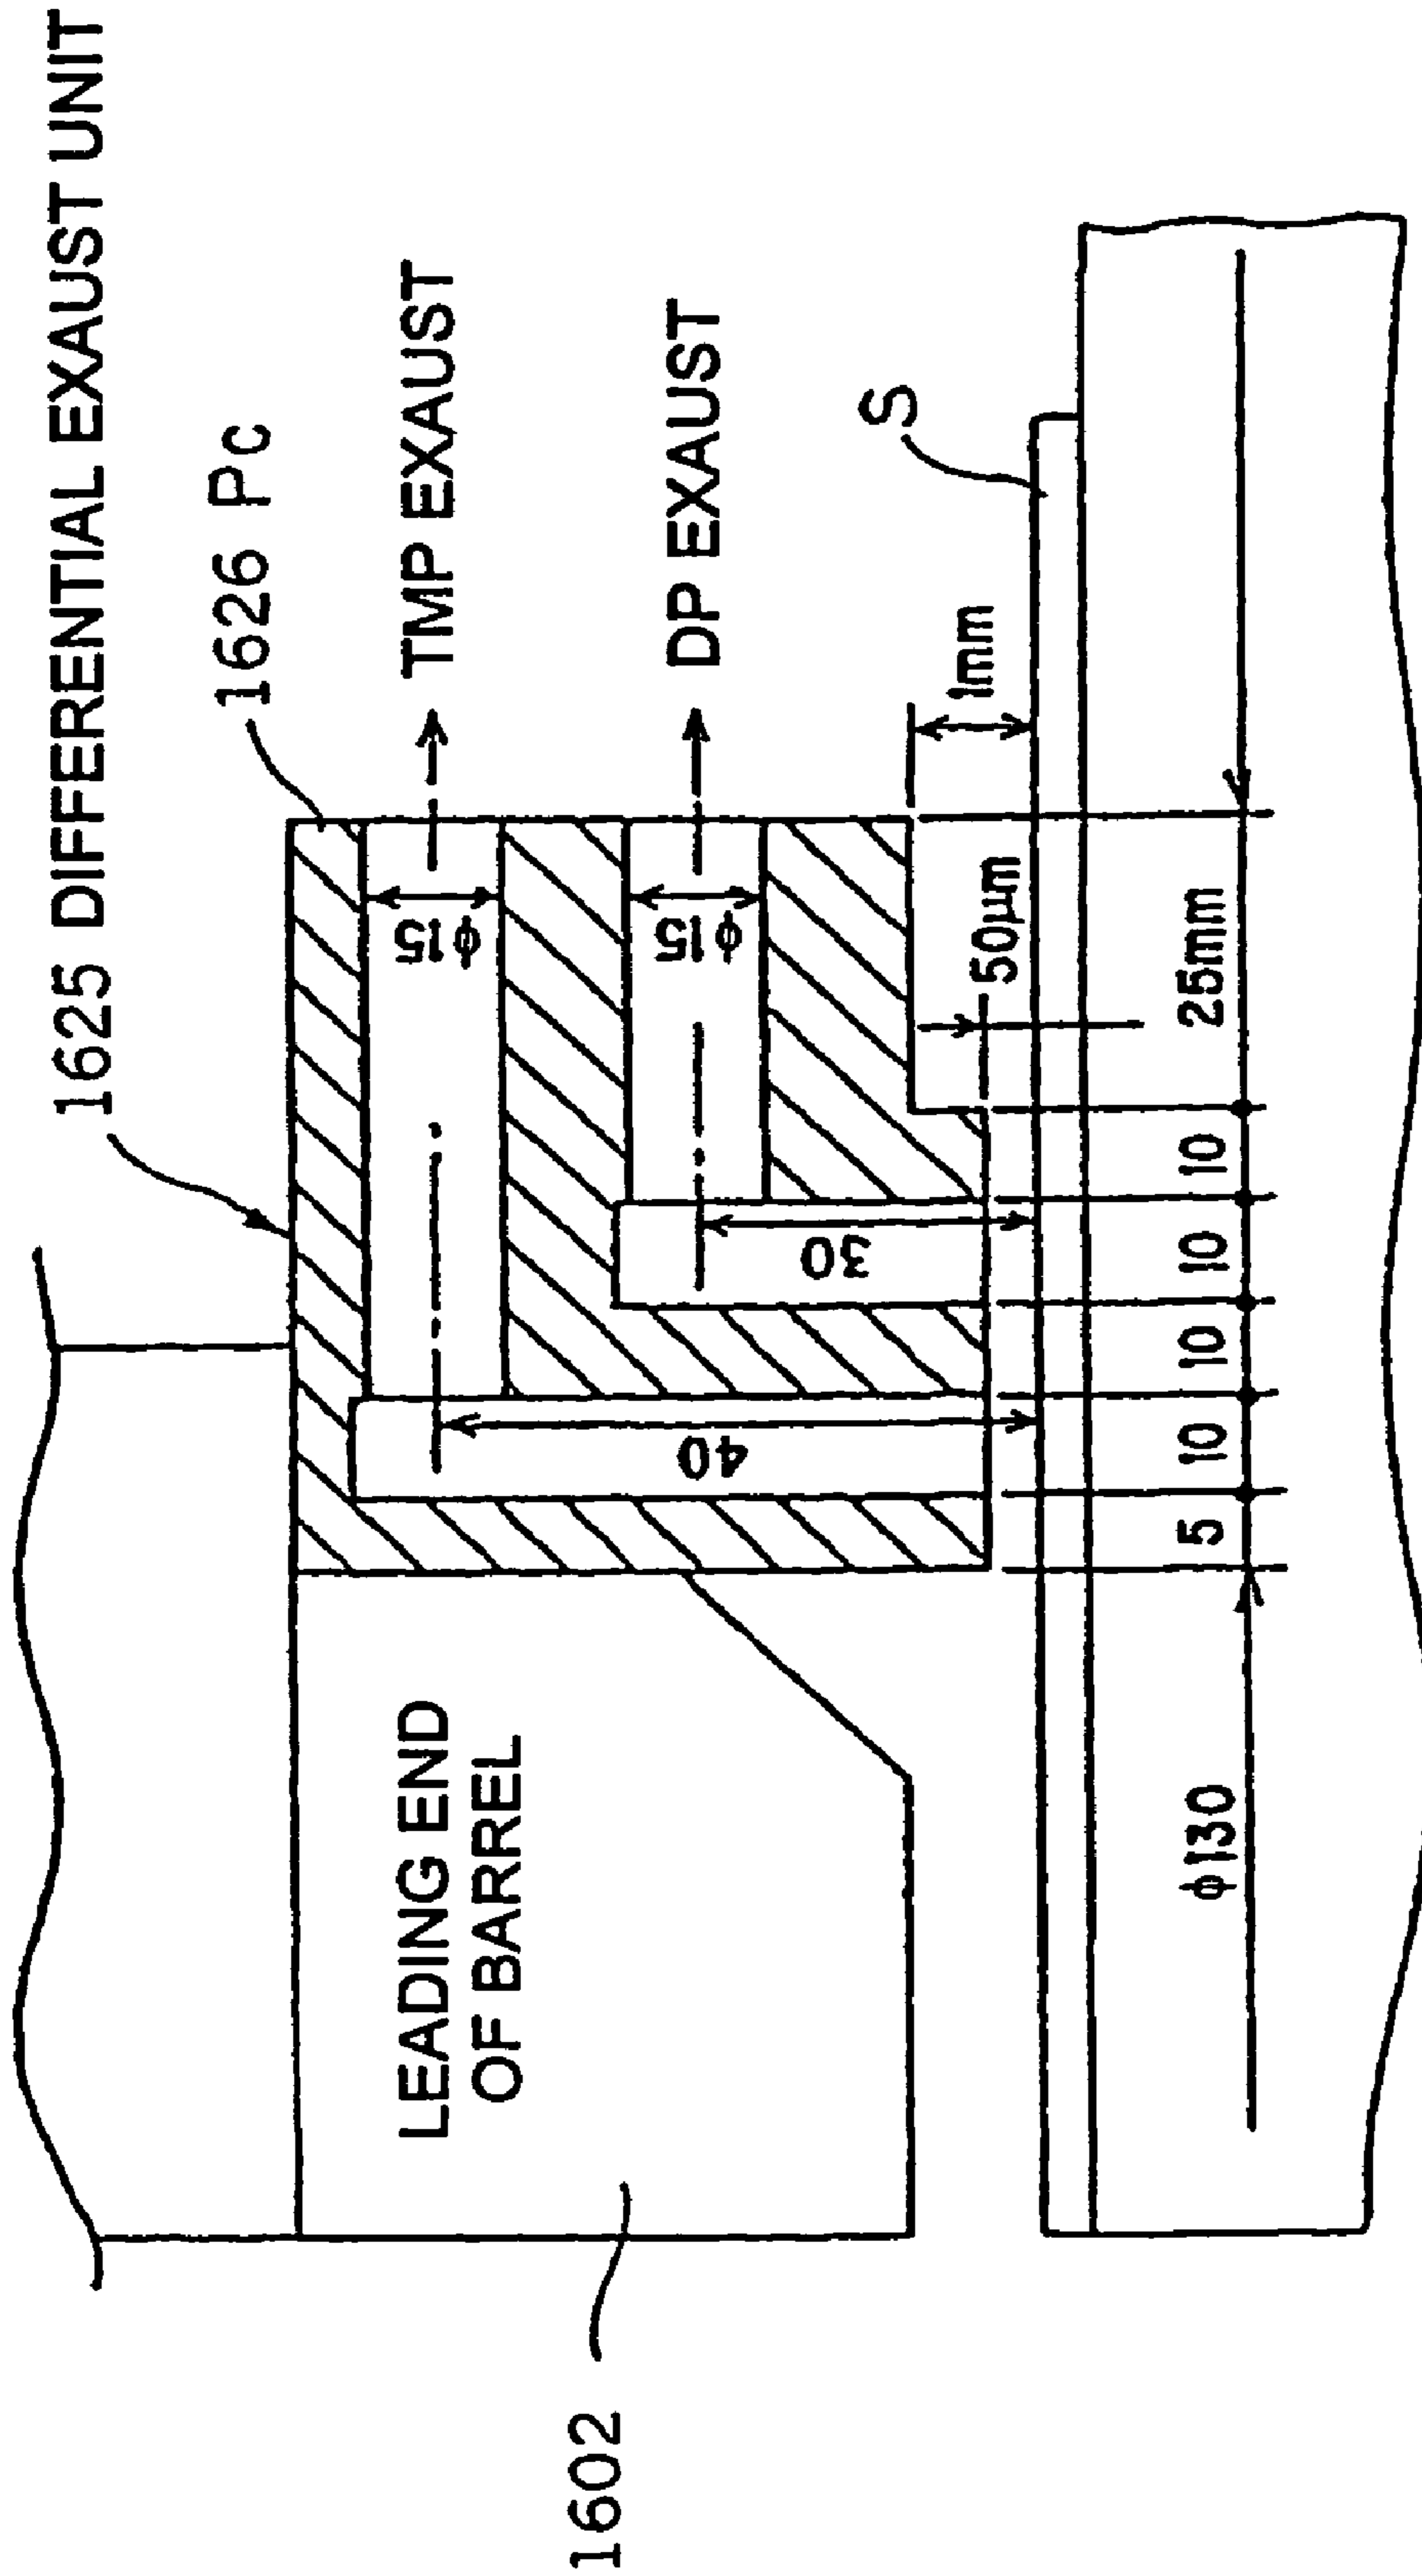 1625 DIFFERENTIAL EXAUST UNIT
1626 Pc
TMP EXAUST
DP EXAUST
S
φ15
φ15
1mm
50μm
30
40
LEADING END
OF BARREL
φ130
5
10
10
10
10
25mm
1602